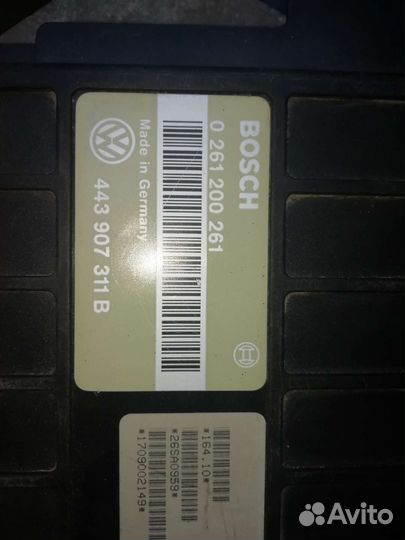 BOSCH
0 261 200 261
Made in Germany
443 907 311 B
*164.10*
*26SA0959*
*1709002149*
Avito